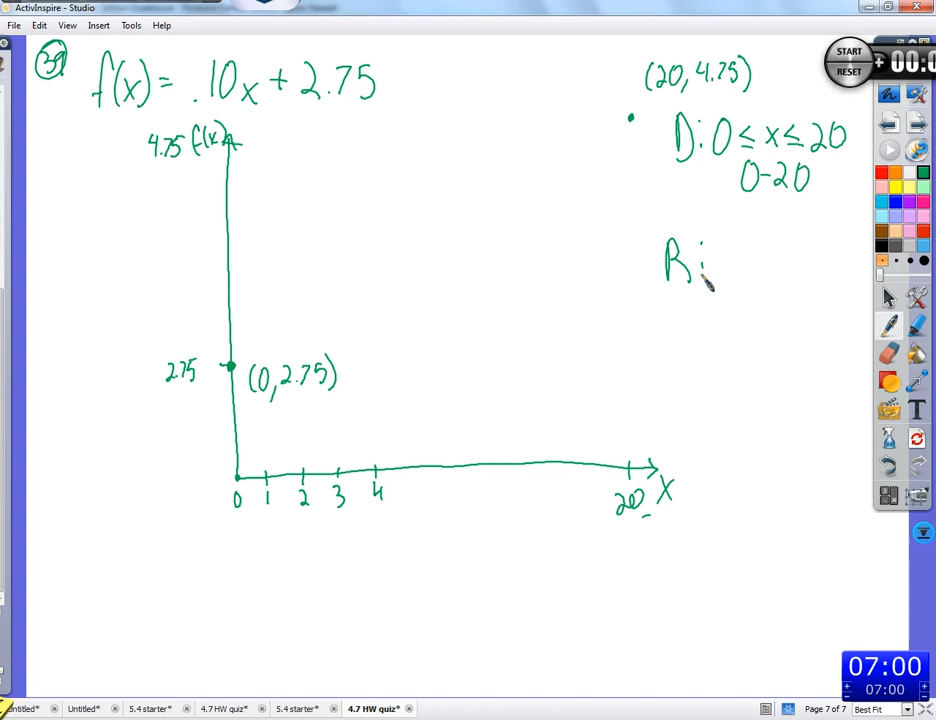 ActivInspire - Studio
File Edit View Insert Tools Help
START
RESET
+ 00:0
39
f(x) = .10x + 2.75
(20, 4.75)
4.75 f(x)
D: 0 ≤ x ≤ 20
0-20
R:
2.75
(0, 2.75)
0 1 2 3 4 20 X
07:00
07:00
ntitled* Untitled* 5.4 starter* 4.7 HW quiz* 5.4 starter* 4.7 HW quiz* Page 7 of 7 Best Fit